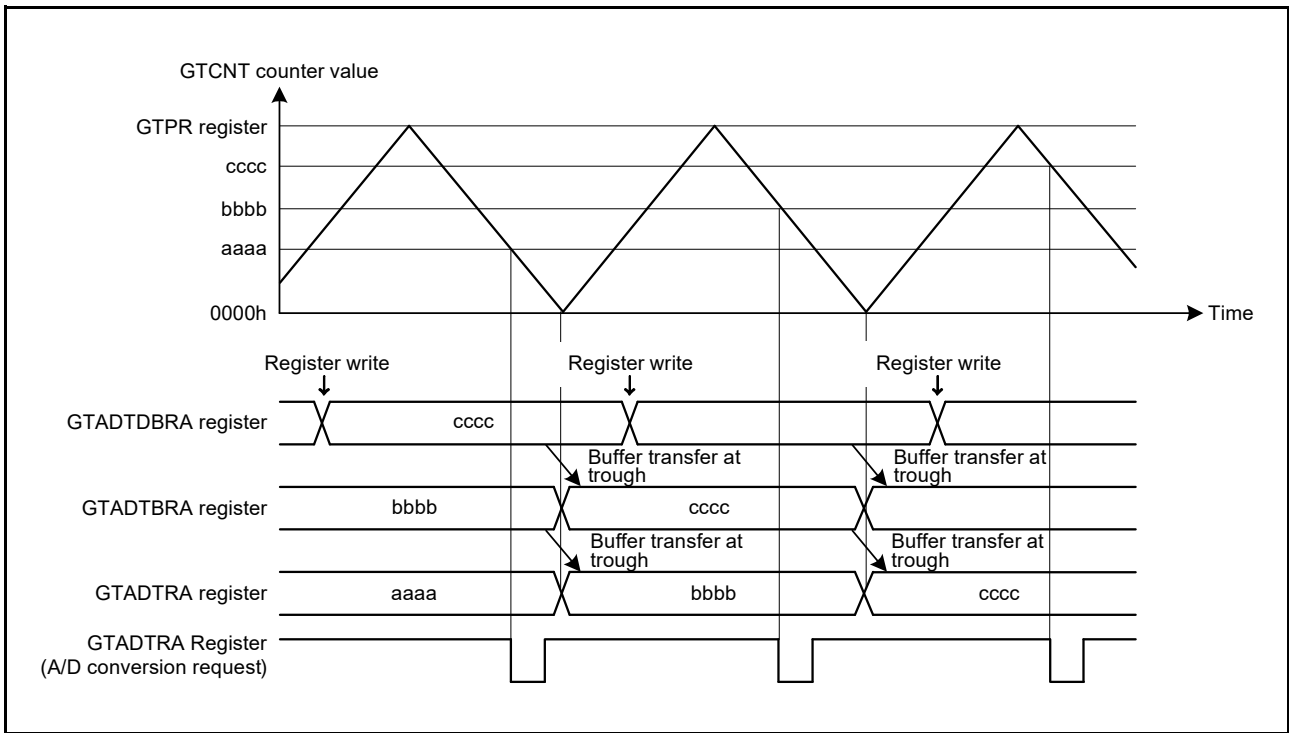 GTCNT counter value
GTPR register
cccc
bbbb
aaaa
0000h
Time
Register write
Register write
Register write
GTADTDBRA register
cccc
Buffer transfer at
trough
Buffer transfer at
trough
GTADTBRA register
bbbb
cccc
Buffer transfer at
trough
Buffer transfer at
trough
GTADTRA register
aaaa
bbbb
cccc
GTADTRA Register
(A/D conversion request)